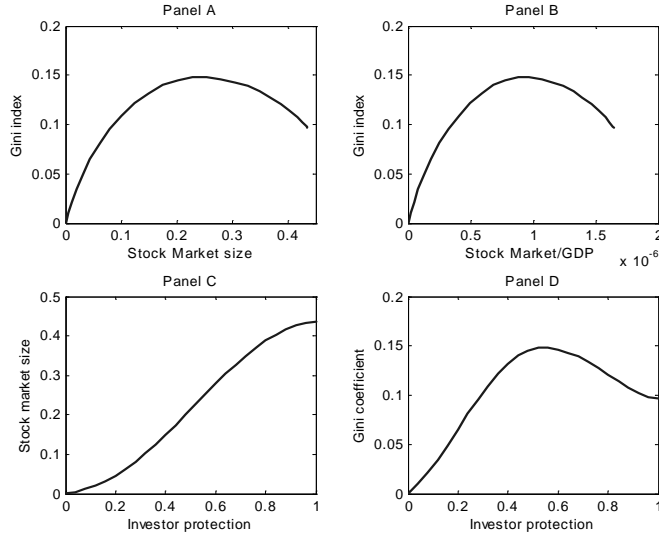 Panel A
0.2
0.15
0.1
0.05
0
Gini index
0 0.1 0.2 0.3 0.4
Stock Market size
Panel B
0.2
0.15
0.1
0.05
0
Gini index
0 0.5 1 1.5 2
Stock Market/GDP
x 10-6
Panel C
0.5
0.4
0.3
0.2
0.1
0
Stock market size
0 0.2 0.4 0.6 0.8 1
Investor protection
Panel D
0.2
0.15
0.1
0.05
0
Gini coefficient
0 0.2 0.4 0.6 0.8 1
Investor protection